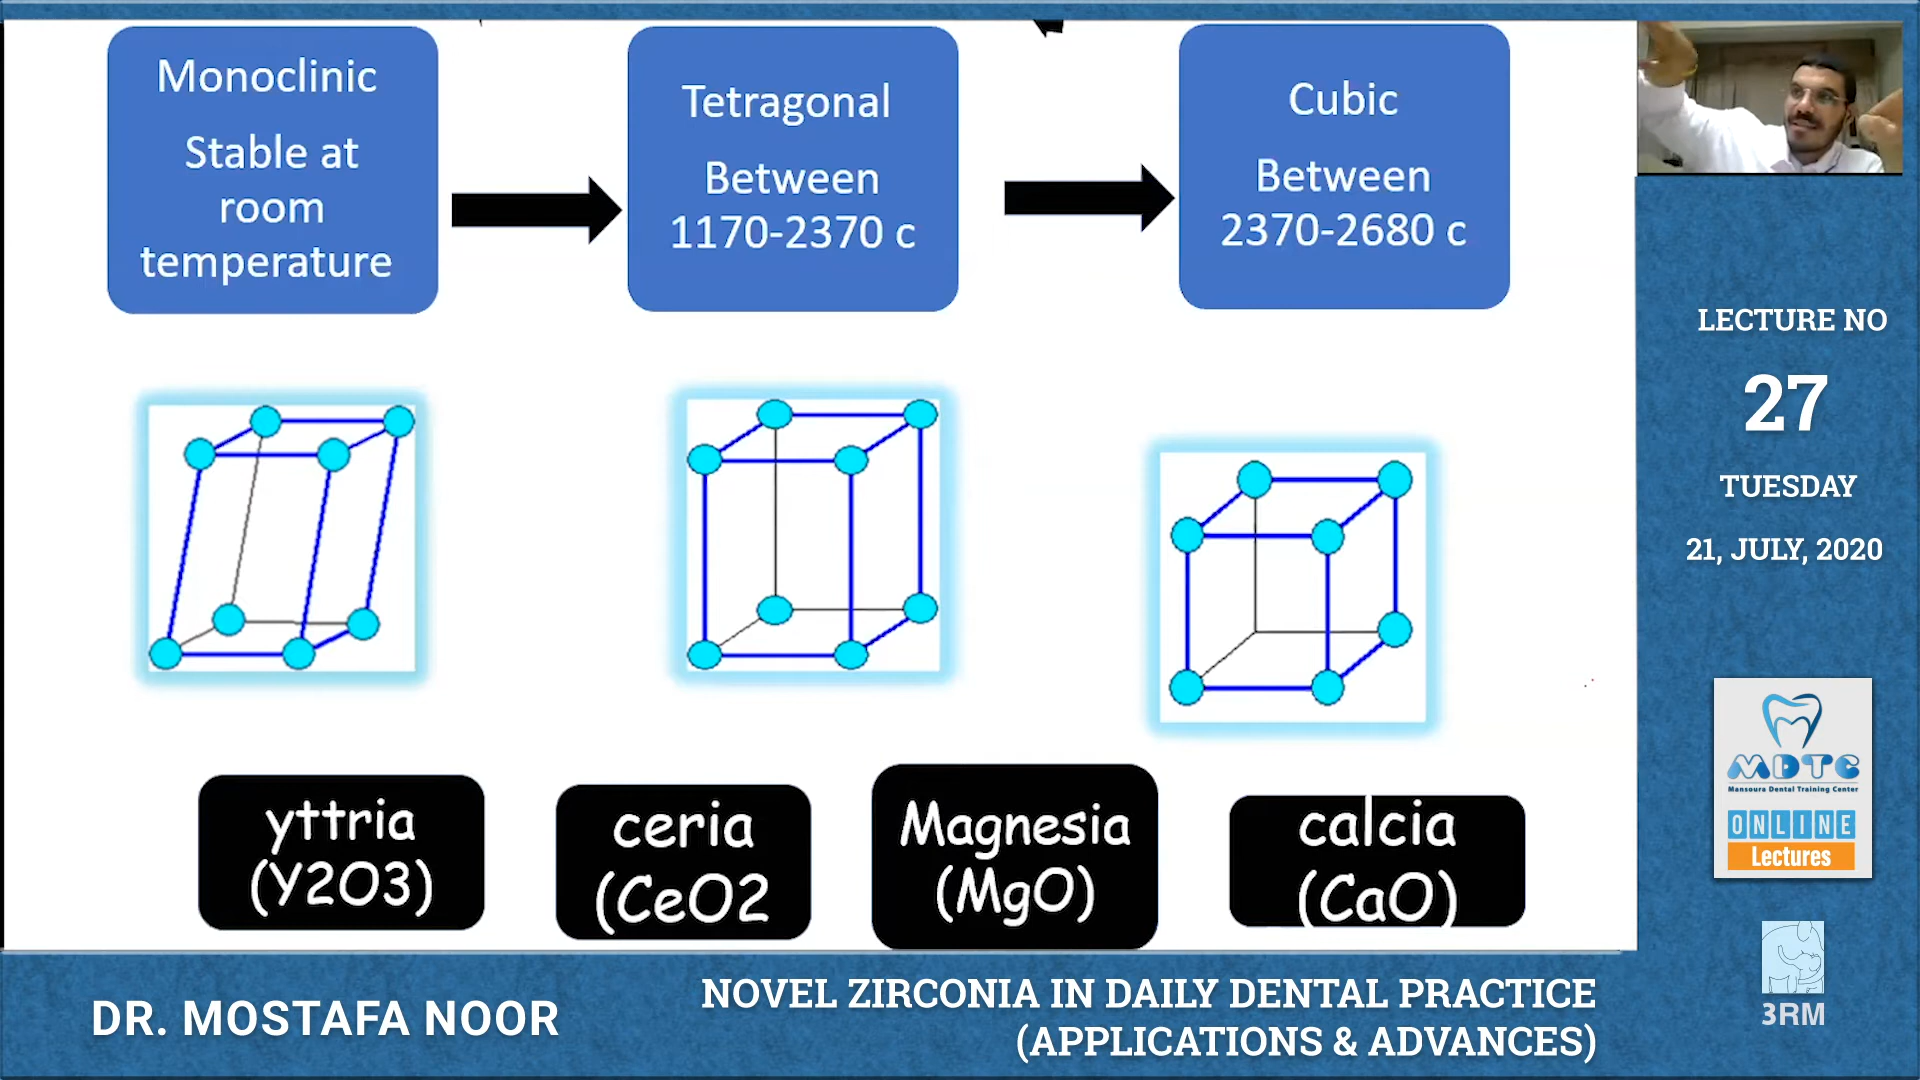 Monoclinic
Stable at
room
temperature
Tetragonal
Between
1170-2370 c
Cubic
Between
2370-2680 c
yttria
(Y2O3)
ceria
(CeO2
Magnesia
(MgO)
calcia
(CaO)
LECTURE NO
27
TUESDAY
21, JULY, 2020
MDTC
Mansoura Dental Training Center
ONLINE
Lectures
3RM
DR. MOSTAFA NOOR
NOVEL ZIRCONIA IN DAILY DENTAL PRACTICE
(APPLICATIONS & ADVANCES)